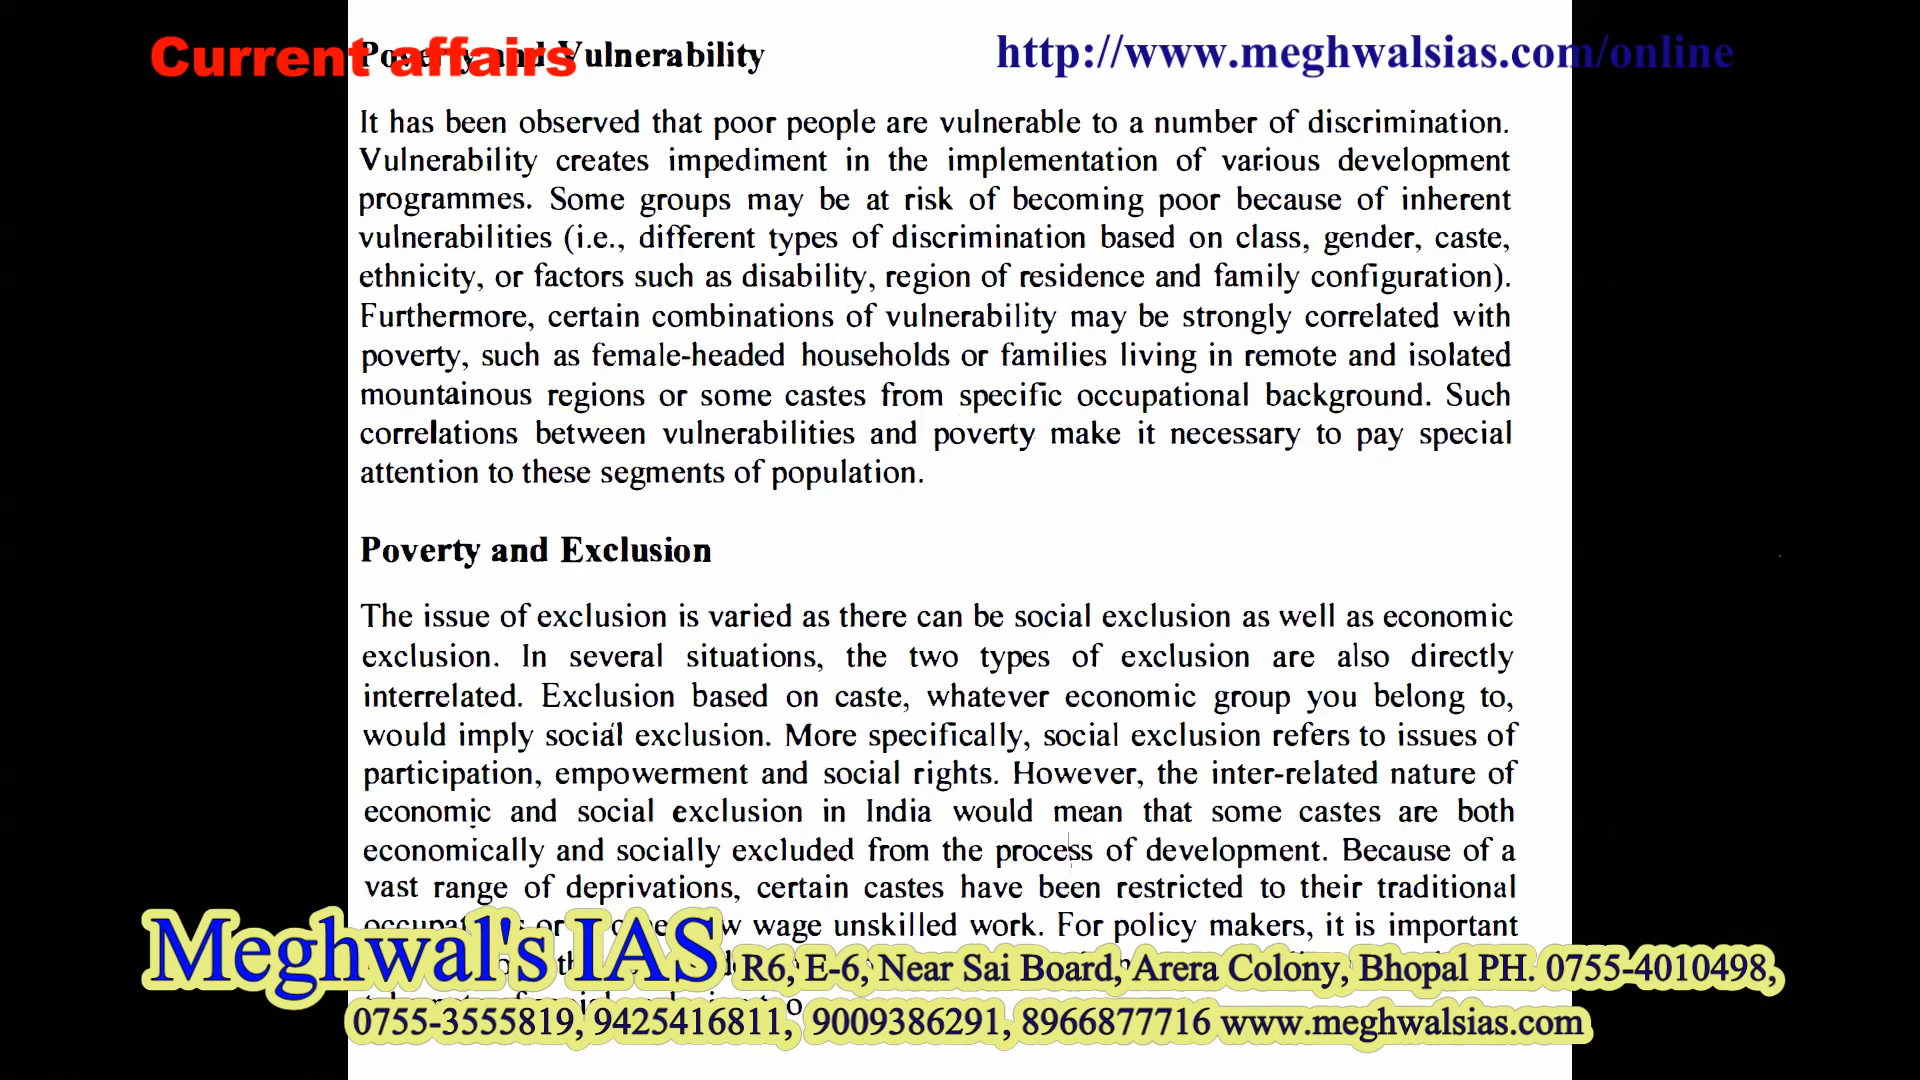 Current affairs
Poverty and Vulnerability
http://www.meghwalsias.com/online
It has been observed that poor people are vulnerable to a number of discrimination.
Vulnerability creates impediment in the implementation of various development
programmes. Some groups may be at risk of becoming poor because of inherent
vulnerabilities (i.e., different types of discrimination based on class, gender, caste,
ethnicity, or factors such as disability, region of residence and family configuration).
Furthermore, certain combinations of vulnerability may be strongly correlated with
poverty, such as female-headed households or families living in remote and isolated
mountainous regions or some castes from specific occupational background. Such
correlations between vulnerabilities and poverty make it necessary to pay special
attention to these segments of population.
Poverty and Exclusion
The issue of exclusion is varied as there can be social exclusion as well as economic
exclusion. In several situations, the two types of exclusion are also directly
interrelated. Exclusion based on caste, whatever economic group you belong to,
would imply social exclusion. More specifically, social exclusion refers to issues of
participation, empowerment and social rights. However, the inter-related nature of
economic and social exclusion in India would mean that some castes are both
economically and socially excluded from the process of development. Because of a
vast range of deprivations, certain castes have been restricted to their traditional
wage unskilled work. For policy makers, it is important
Meghwal's IAS R6, E-6, Near Sai Board, Arera Colony, Bhopal PH. 0755-4010498,
0755-3555819, 9425416811, 9009386291, 8966877716 www.meghwalsias.com